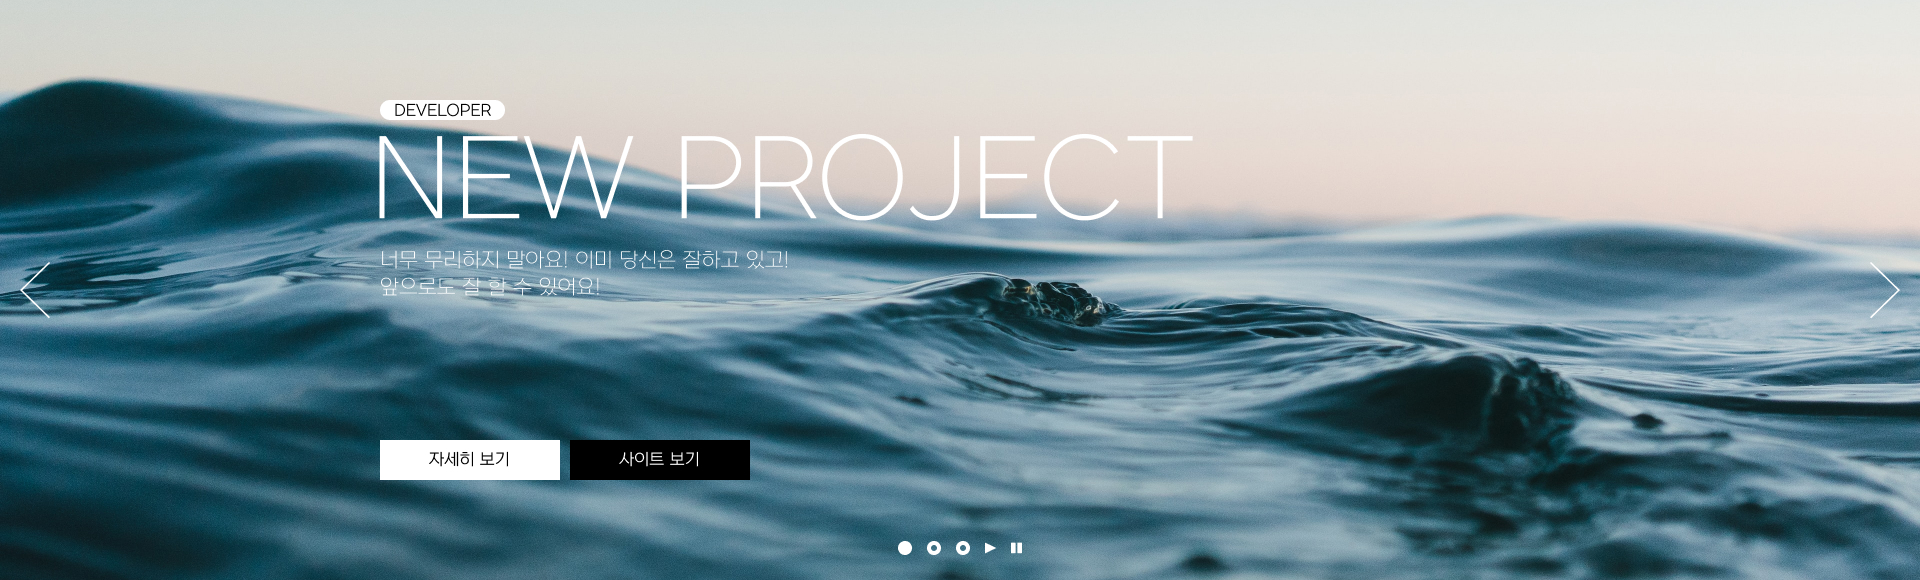 DEVELOPER
NEW PROJECT
너무 무리하지 말아요! 이미 당신은 잘하고 있고!
앞으로도 잘 할 수 있어요!
자세히 보기
사이트 보기